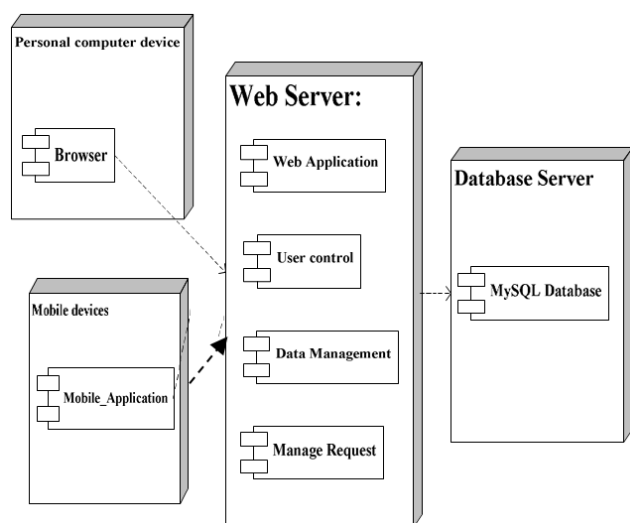 Personal computer device
Browser
Mobile devices
Mobile_Application
Web Server:
Web Application
User control
Data Management
Manage Request
Database Server
MySQL Database